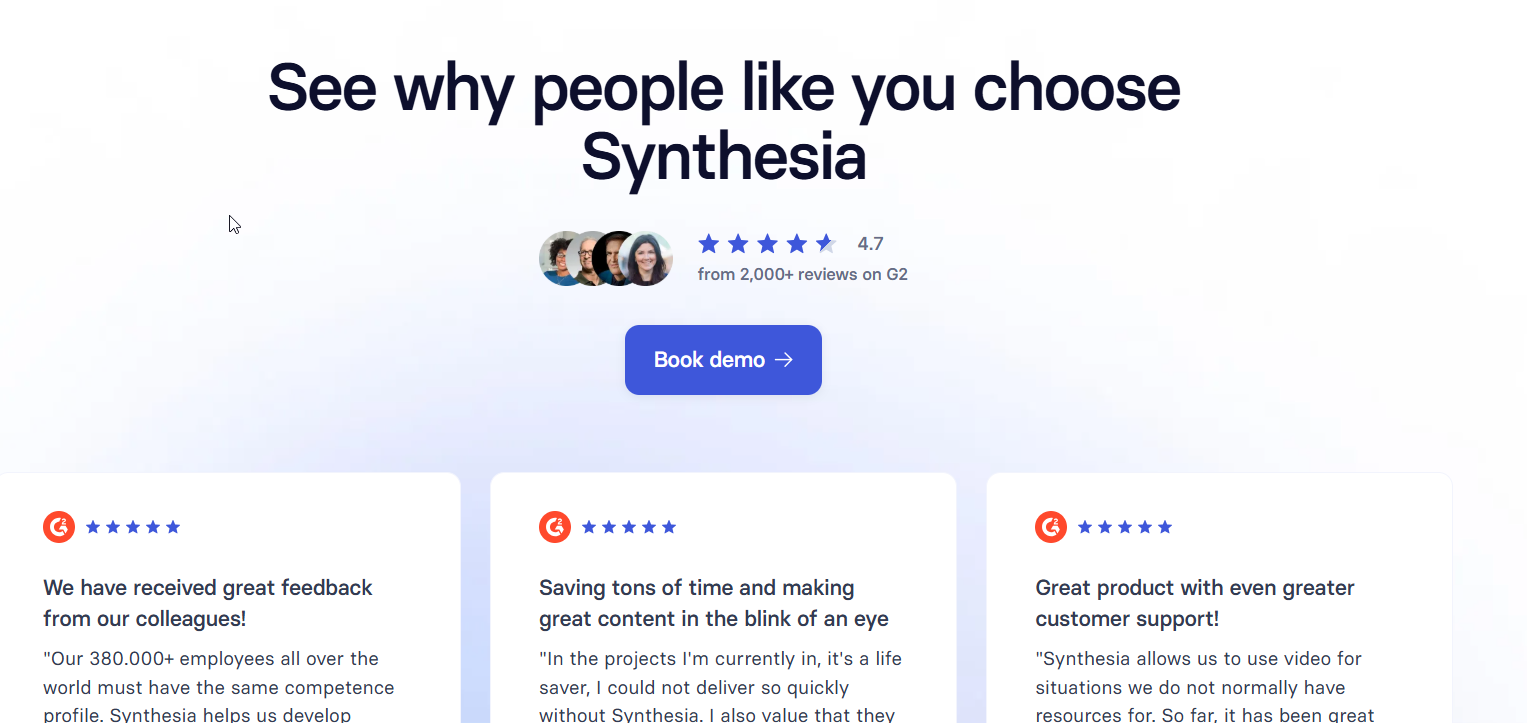 See why people like you choose
Synthesia
4.7
from 2,000+ reviews on G2
Book demo →
We have received great feedback
from our colleagues!
"Our 380.000+ employees all over the
world must have the same competence
profile. Synthesia helps us develop
Saving tons of time and making
great content in the blink of an eye
"In the projects I'm currently in, it's a life
saver, I could not deliver so quickly
without Synthesia. I also value that they
Great product with even greater
customer support!
"Synthesia allows us to use video for
situations we do not normally have
resources for. So far, it has been great